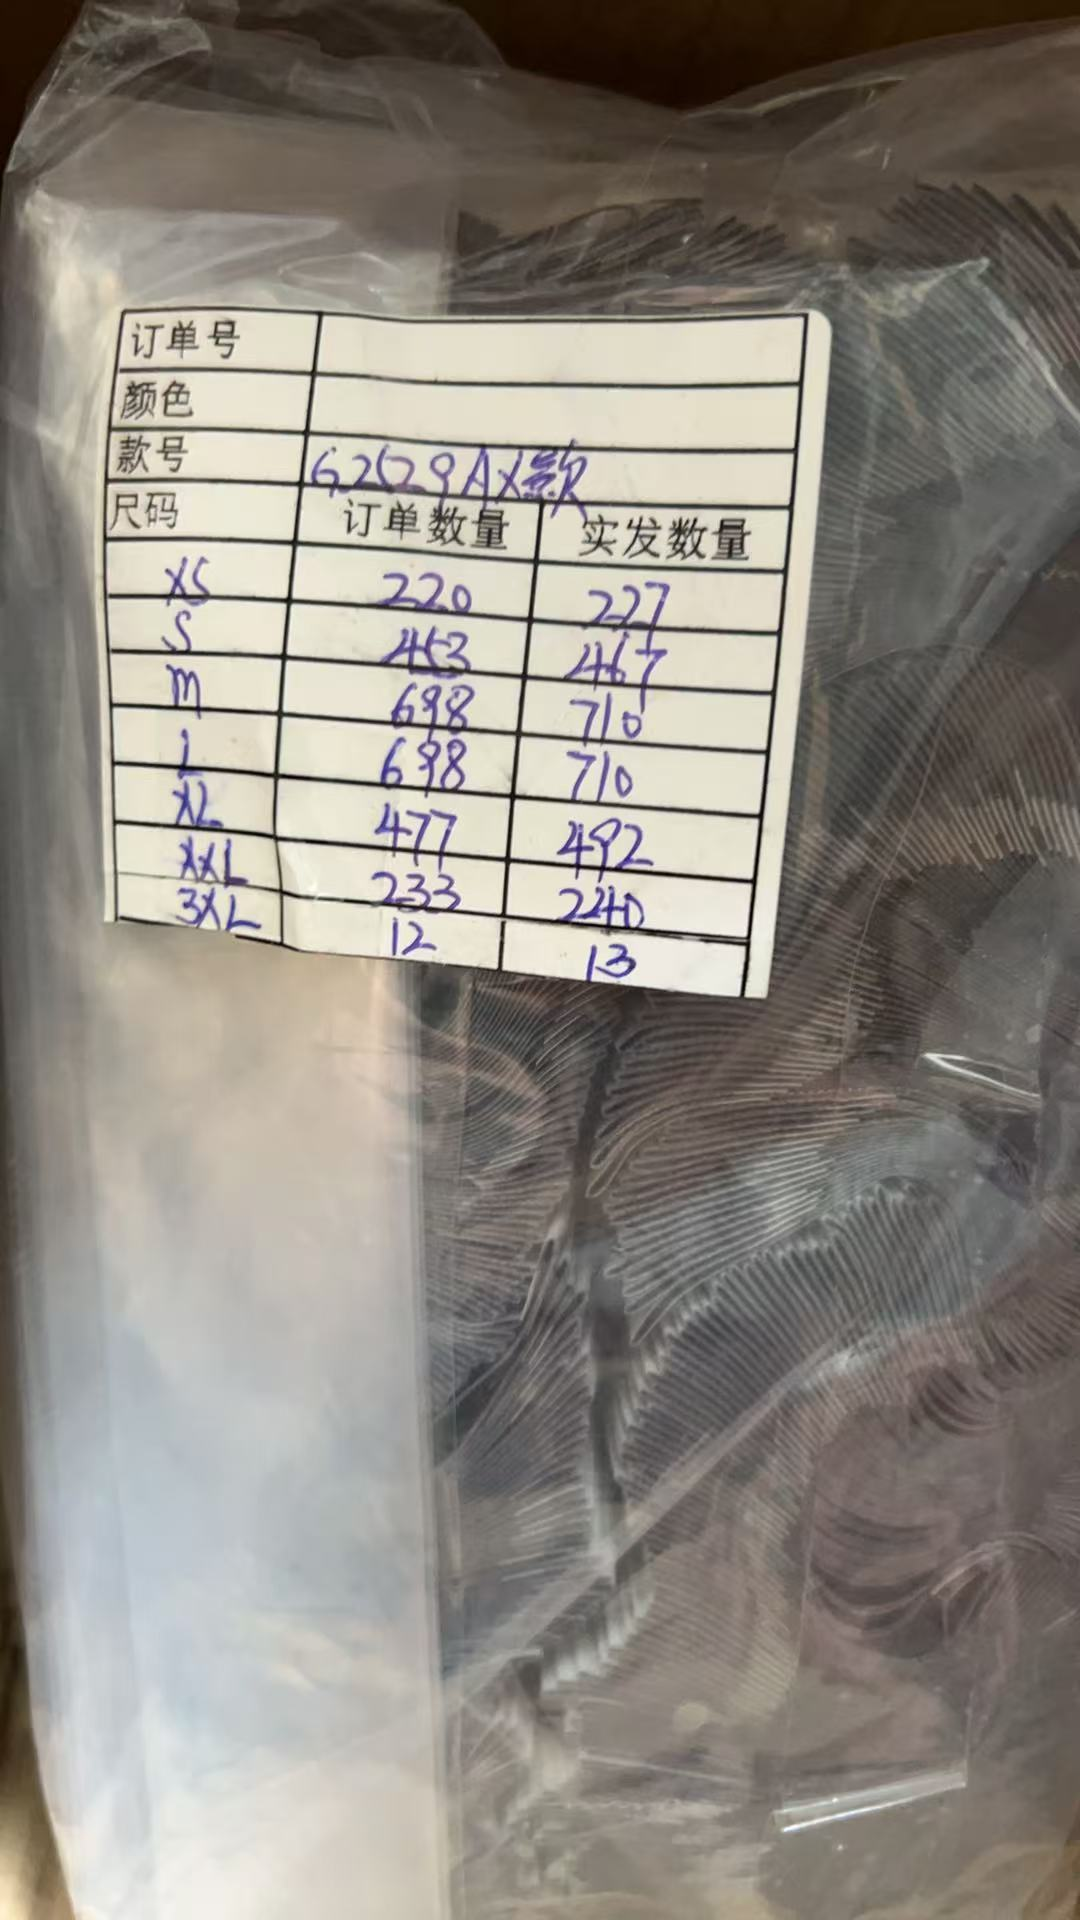 订单号
颜色
款号 62529AX款
尺码 订单数量 实发数量
XS 220 227
S 453 467
M 698 710
L 698 710
XL 477 492
XXL 233 240
3XL 12 13